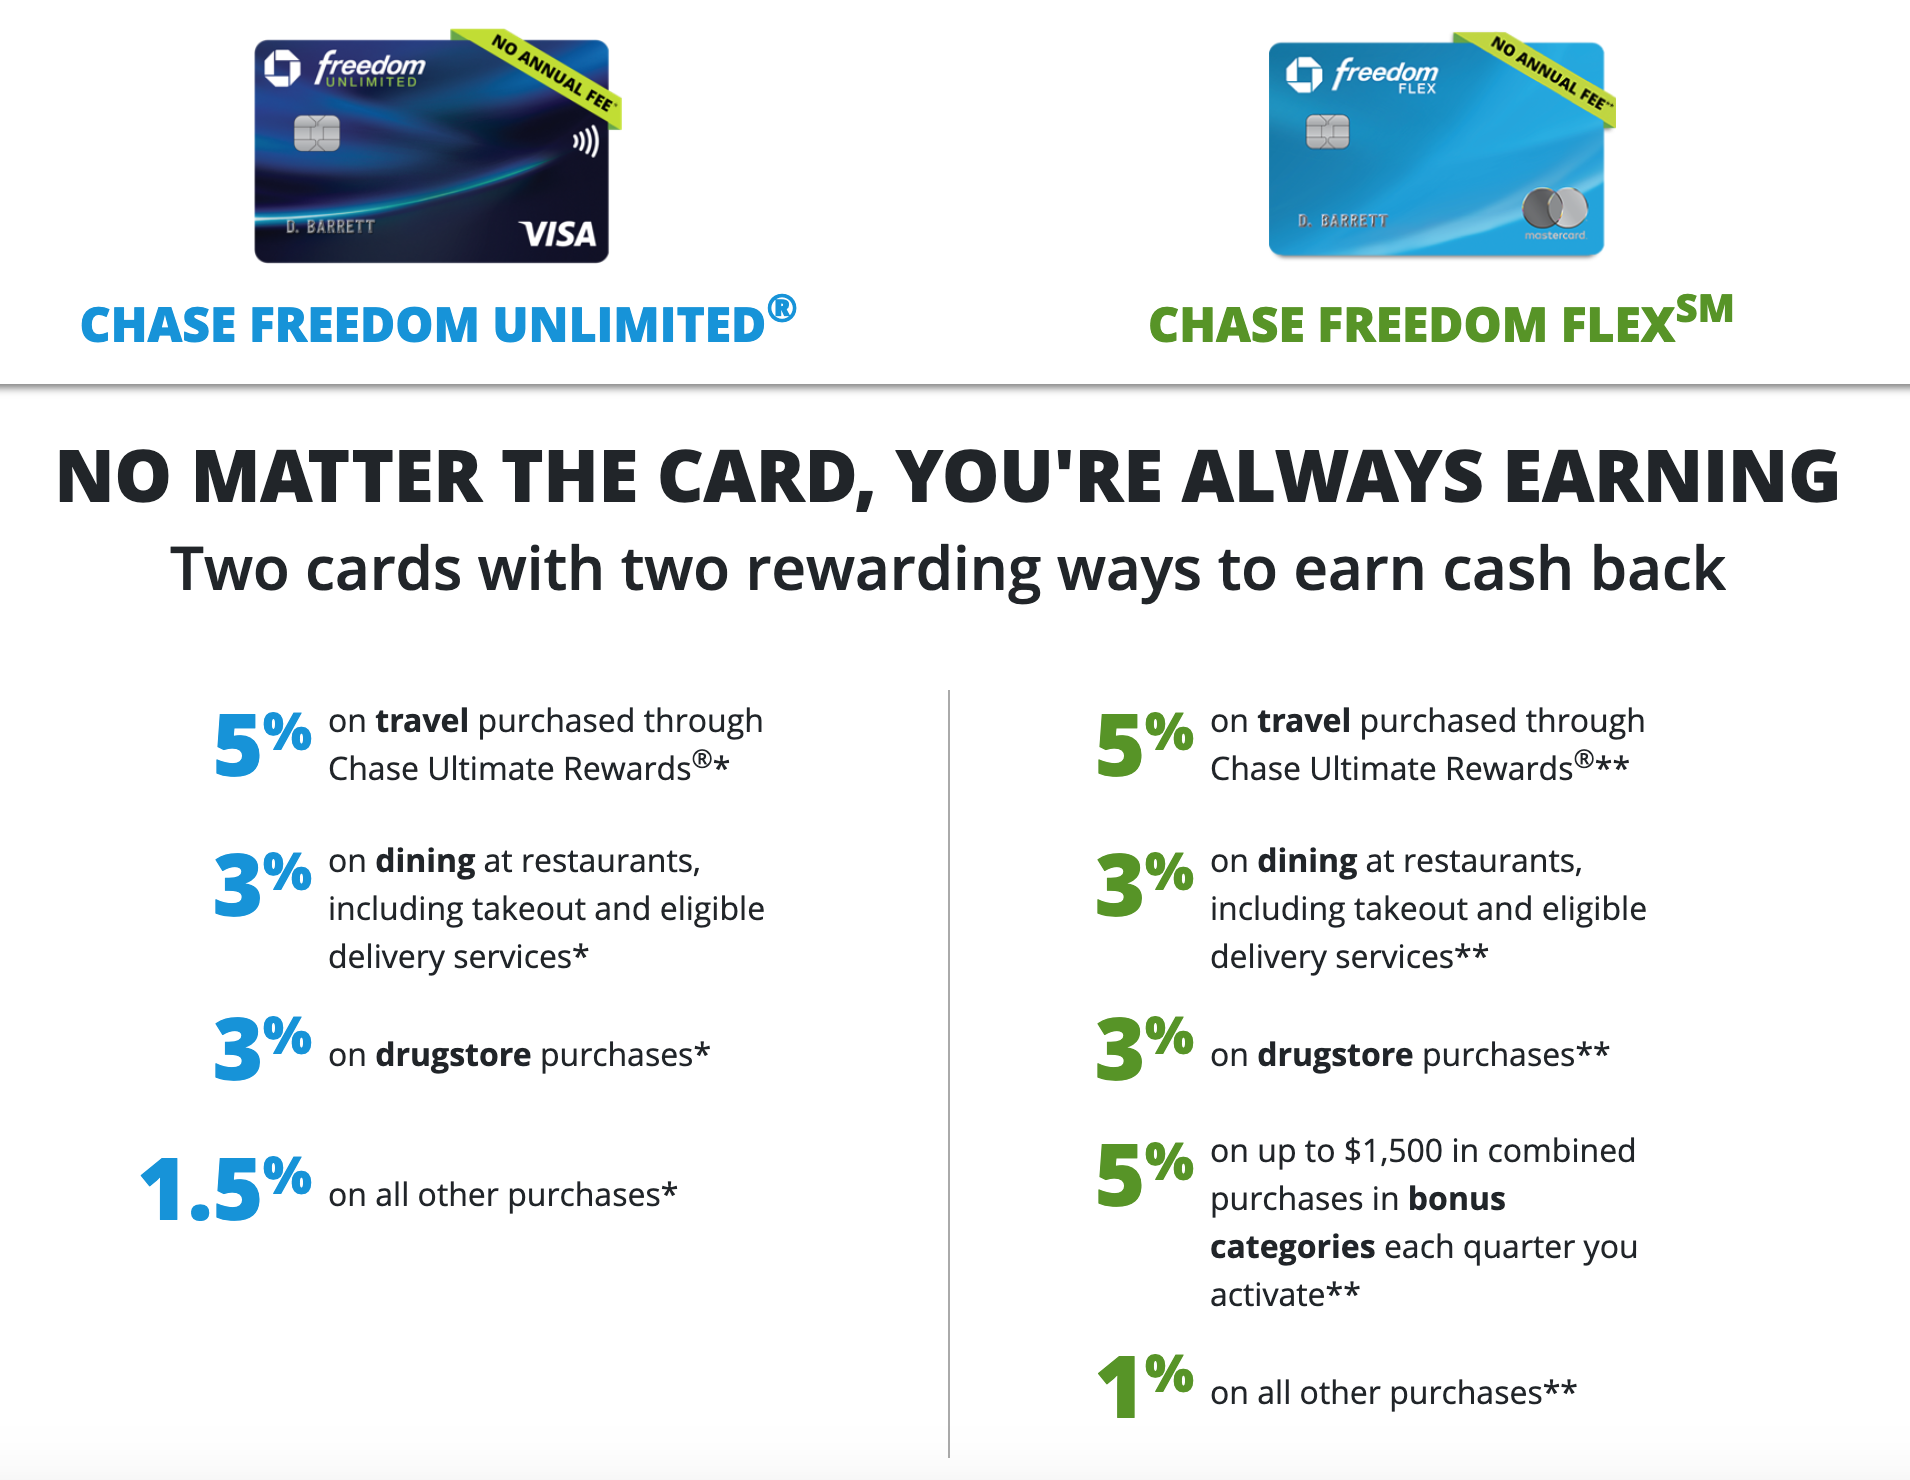 freedom
UNLIMITED
NO ANNUAL FEE*
D. BARRETT
VISA
CHASE FREEDOM UNLIMITED®
freedom
FLEX
NO ANNUAL FEE**
D. BARRETT
mastercard.
CHASE FREEDOM FLEXSM
NO MATTER THE CARD, YOU'RE ALWAYS EARNING
Two cards with two rewarding ways to earn cash back
5% on travel purchased through
Chase Ultimate Rewards®*
3% on dining at restaurants,
including takeout and eligible
delivery services*
3% on drugstore purchases*
1.5% on all other purchases*
5% on travel purchased through
Chase Ultimate Rewards®**
3% on dining at restaurants,
including takeout and eligible
delivery services**
3% on drugstore purchases**
5% on up to $1,500 in combined
purchases in bonus
categories each quarter you
activate**
1% on all other purchases**